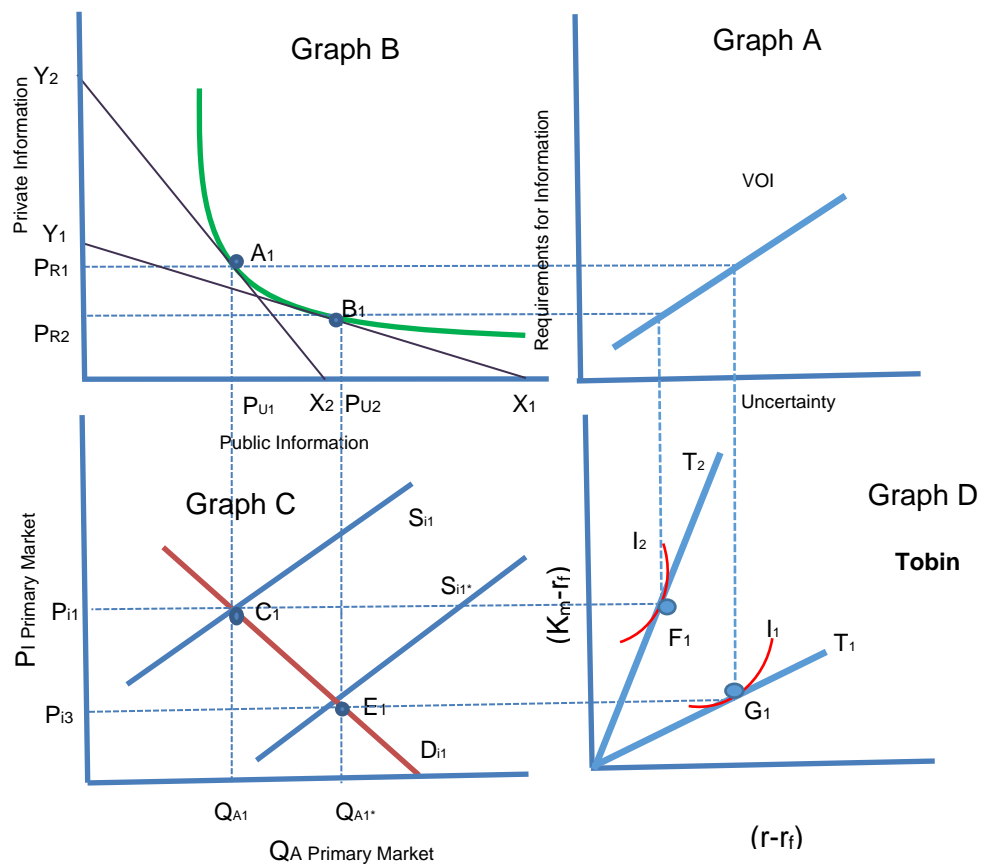 Graph B
Y2
Private Information
Y1
PR1
PR2
A1
B1
PU1
X2
PU2
X1
Public Information
Graph A
Requirements for Information
VOI
Uncertainty
Graph C
Si1
Si1*
Pi1
PI Primary Market
C1
Pi3
E1
Di1
QA1
QA1*
QA Primary Market
Graph D
Tobin
T2
I2
(Km-rf)
F1
I1
T1
G1
(r-rf)